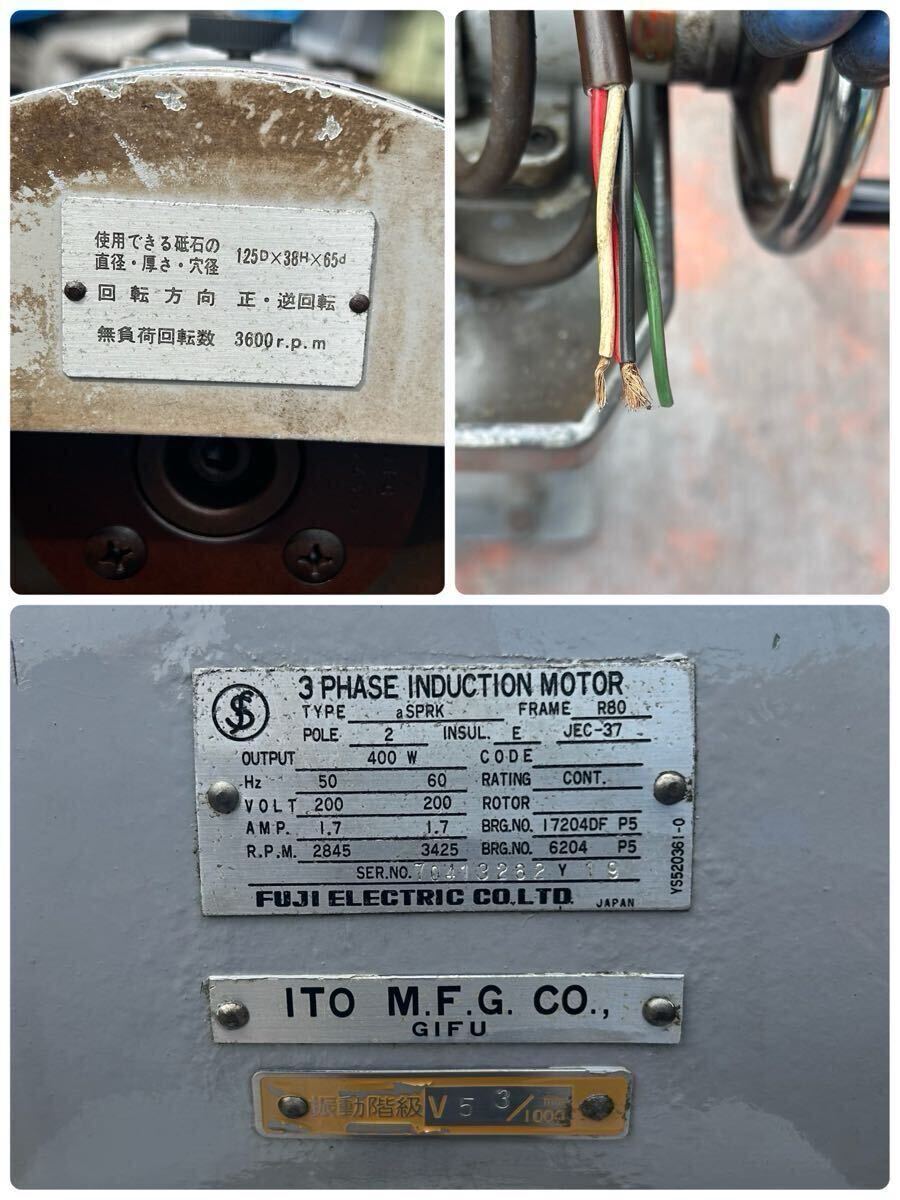 使用できる砥石の
直径・厚さ・穴径 125D×38H×65d
回転方向 正・逆回転
無負荷回転数 3600r.p.m
3 PHASE INDUCTION MOTOR
TYPE aSPRK FRAME R80
POLE 2 INSUL. E JEC-37
OUTPUT 400 W CODE
Hz 50 60 RATING CONT.
VOLT 200 200 ROTOR
AMP. 1.7 1.7 BRG.NO. 17204DF P5
R.P.M. 2845 3425 BRG.NO. 6204 P5
SER.NO. 70413262 Y 19
FUJI ELECTRIC CO.,LTD. JAPAN
YS520361-0
ITO M.F.G. CO.,
GIFU
振動階級 V 5 3/1000